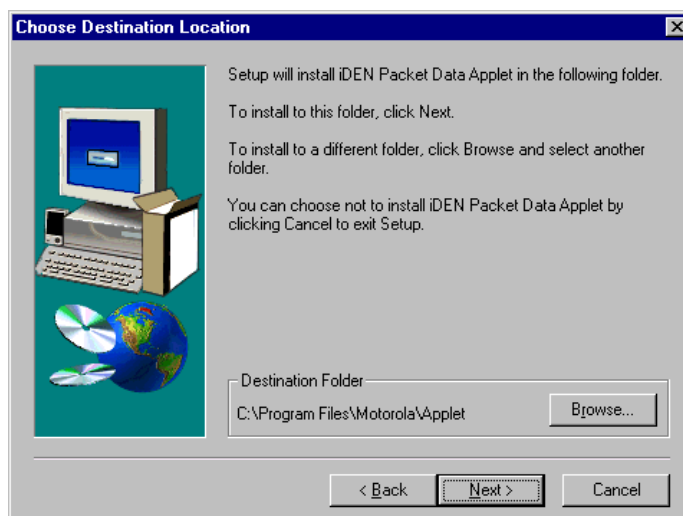 Choose Destination Location
Setup will install iDEN Packet Data Applet in the following folder.
To install to this folder, click Next.
To install to a different folder, click Browse and select another
folder.
You can choose not to install iDEN Packet Data Applet by
clicking Cancel to exit Setup.
Destination Folder
C:\Program Files\Motorola\Applet
Browse...
< Back
Next >
Cancel